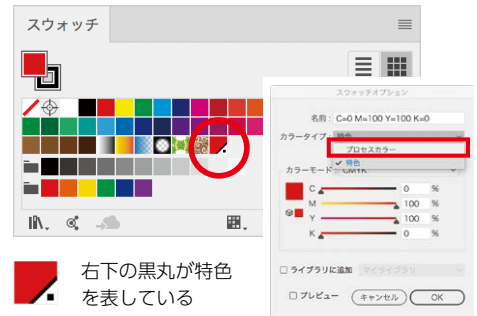 スウォッチ
スウォッチオプション
名前: C=0 M=100 Y=100 K=0
カラータイプ: 特色
プロセスカラー
✓ 特色
カラーモード: CMYK
C 0 %
M 100 %
Y 100 %
K 0 %
ライブラリに追加 マイライブラリ
プレビュー キャンセル OK
右下の黒丸が特色
を表している